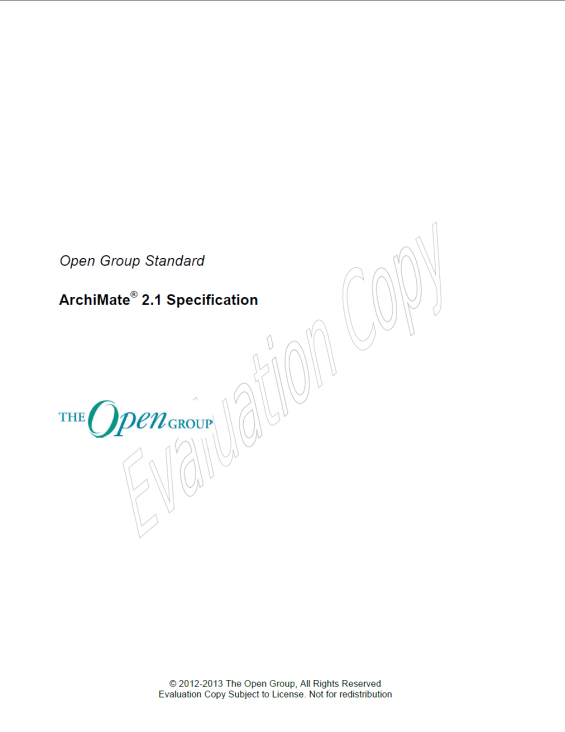 Open Group Standard
ArchiMate® 2.1 Specification
THE Open GROUP
Evaluation Copy
© 2012-2013 The Open Group, All Rights Reserved
Evaluation Copy Subject to License. Not for redistribution